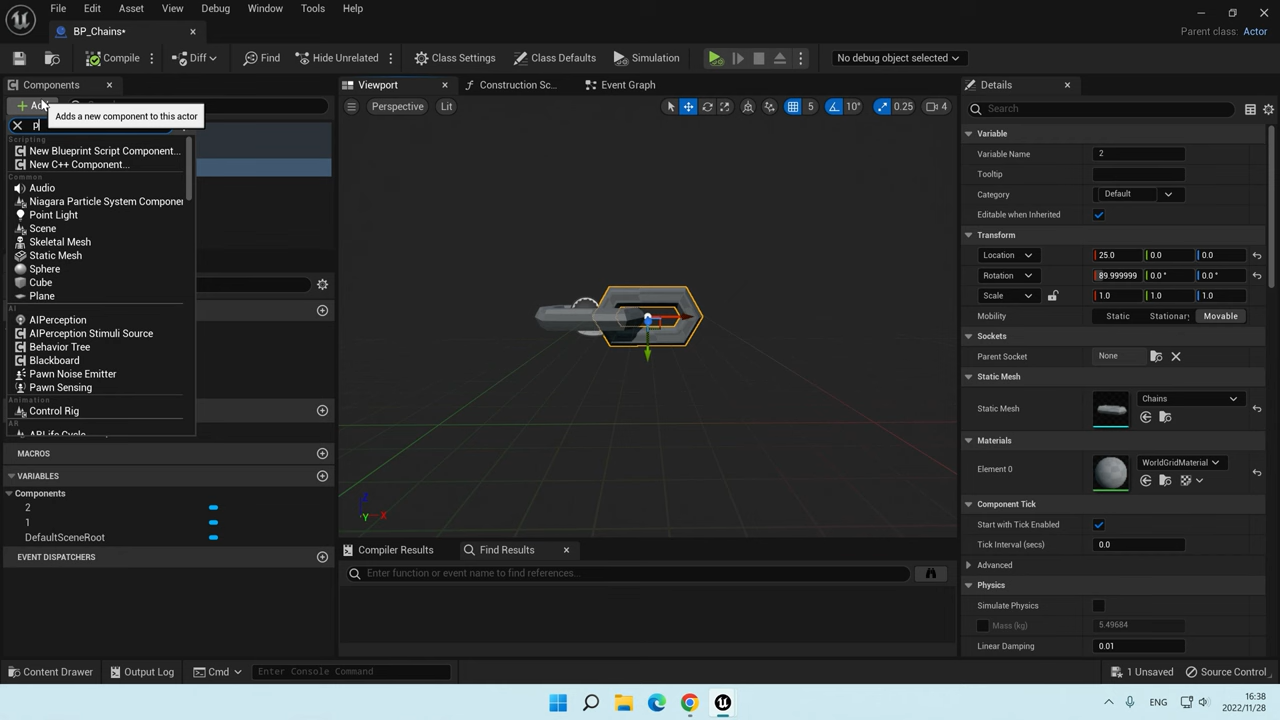 File Edit Asset View Debug Window Tools Help
BP_Chains*
Parent class: Actor
Compile Diff Find Hide Unrelated Class Settings Class Defaults Simulation No debug object selected
Components Viewport Construction Sc... Event Graph Details
Add
Perspective Lit 5 10° 0.25 4 Search
Adds a new component to this actor
p
Scripting
New Blueprint Script Component...
New C++ Component...
Common
Audio
Niagara Particle System Componen
Point Light
Scene
Skeletal Mesh
Static Mesh
Sphere
Cube
Plane
AI
AIPerception
AIPerception Stimuli Source
Behavior Tree
Blackboard
Pawn Noise Emitter
Pawn Sensing
Animation
Control Rig
AR
ARLife Cycle
MACROS
VARIABLES
Components
2
1
DefaultSceneRoot
EVENT DISPATCHERS
Z
X
Y
Compiler Results Find Results
Enter function or event name to find references...
Variable
Variable Name 2
Tooltip
Category Default
Editable when Inherited
Transform
Location 25.0 0.0 0.0
Rotation 89.999999 0.0 ° 0.0 °
Scale 1.0 1.0 1.0
Mobility Static Stationary Movable
Sockets
Parent Socket None
Static Mesh
Static Mesh Chains
Materials
Element 0 WorldGridMaterial
Component Tick
Start with Tick Enabled
Tick Interval (secs) 0.0
Advanced
Physics
Simulate Physics
Mass (kg) 5.49684
Linear Damping 0.01
Content Drawer Output Log Cmd Enter Console Command 1 Unsaved Source Control
ENG 16:38
2022/11/28